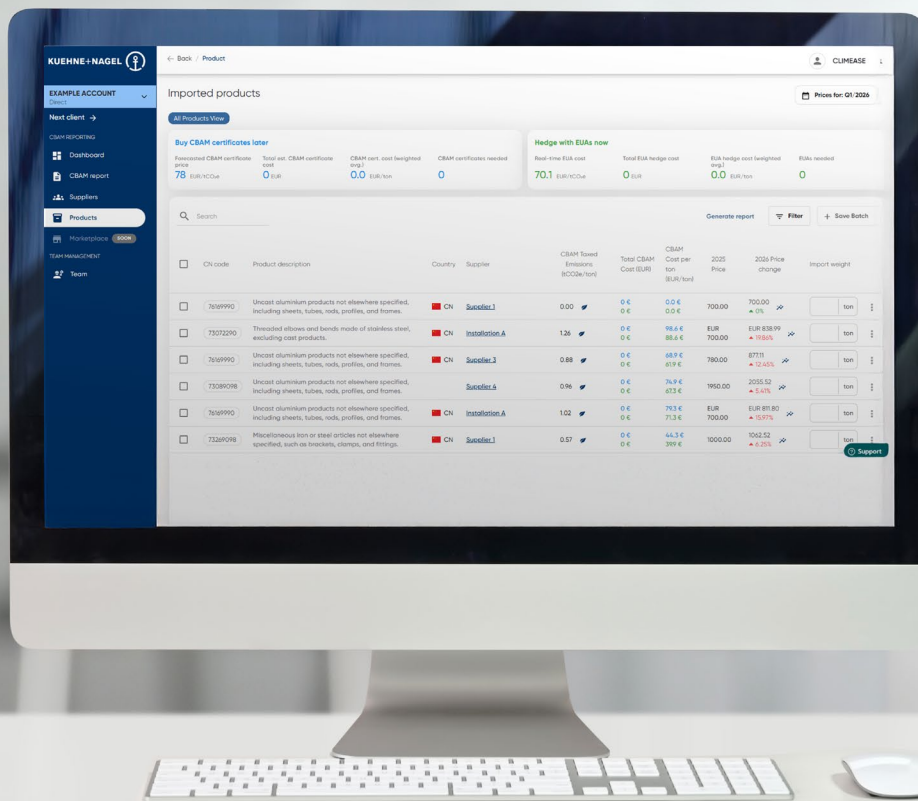 KUEHNE+NAGEL
← Back / Product
CLIMEASE
EXAMPLE ACCOUNT
Direct
Next client →
CBAM REPORTING
Dashboard
CBAM report
Suppliers
Products
Marketplace SOON
TEAM MANAGEMENT
Team
Imported products
Prices for: Q1/2026
All Products View
Buy CBAM certificates later
Forecasted CBAM certificate price
78 EUR/tCO₂e
Total est. CBAM certificate cost
0 EUR
CBAM cert. cost (weighted avg.)
0.0 EUR/ton
CBAM certificates needed
0
Hedge with EUAs now
Real-time EUA cost
70.1 EUR/tCO₂e
Total EUA hedge cost
0 EUR
EUA hedge cost (weighted avg.)
0.0 EUR/ton
EUAs needed
0
Search
Generate report
Filter
+ Save Batch
CN code
Product description
Country
Supplier
CBAM Taxed Emissions (tCO2e/ton)
Total CBAM Cost (EUR)
CBAM Cost per ton (EUR/ton)
2025 Price
2026 Price change
Import weight
76169990
Uncast aluminium products not elsewhere specified,
including sheets, tubes, rods, profiles, and frames.
CN
Supplier 1
0.00
0 €
0 €
0.0 €
0.0 €
700.00
700.00
▲ 0%
ton
73072290
Threaded elbows and bends made of stainless steel,
excluding cast products.
CN
Installation A
1.26
0 €
0 €
98.6 €
88.6 €
EUR 700.00
EUR 838.99
▲ 19.86%
ton
76169990
Uncast aluminium products not elsewhere specified,
including sheets, tubes, rods, profiles, and frames.
CN
Supplier 3
0.88
0 €
0 €
68.9 €
61.9 €
780.00
877.11
▲ 12.45%
ton
73089098
Uncast aluminium products not elsewhere specified,
including sheets, tubes, rods, profiles, and frames.
Supplier 4
0.96
0 €
0 €
74.9 €
67.3 €
1950.00
2055.52
▲ 5.41%
ton
76169990
Uncast aluminium products not elsewhere specified,
including sheets, tubes, rods, profiles, and frames.
CN
Installation A
1.02
0 €
0 €
79.3 €
71.3 €
EUR 700.00
EUR 811.80
▲ 15.97%
ton
73269098
Miscellaneous iron or steel articles not elsewhere
specified, such as brackets, clamps, and fittings.
CN
Supplier 1
0.57
0 €
0 €
44.3 €
39.9 €
1000.00
1062.52
▲ 6.25%
ton
Support